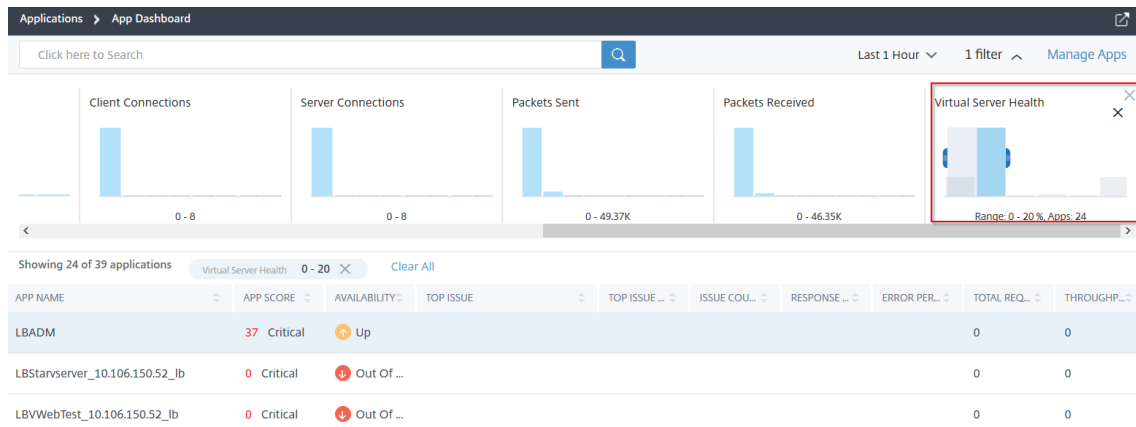 Applications > App Dashboard
Click here to Search
Last 1 Hour
1 filter
Manage Apps
Client Connections
Server Connections
Packets Sent
Packets Received
Virtual Server Health
0 - 8
0 - 8
0 - 49.37K
0 - 46.35K
Range: 0 - 20 %, Apps: 24
Showing 24 of 39 applications
Virtual Server Health 0 - 20
Clear All
APP NAME APP SCORE AVAILABILITY TOP ISSUE TOP ISSUE ... ISSUE COU... RESPONSE ... ERROR PER... TOTAL REQ... THROUGHP...
LBADM 37 Critical Up 0 0
LBStarvserver_10.106.150.52_lb 0 Critical Out Of ... 0 0
LBVWebTest_10.106.150.52_lb 0 Critical Out Of ... 0 0